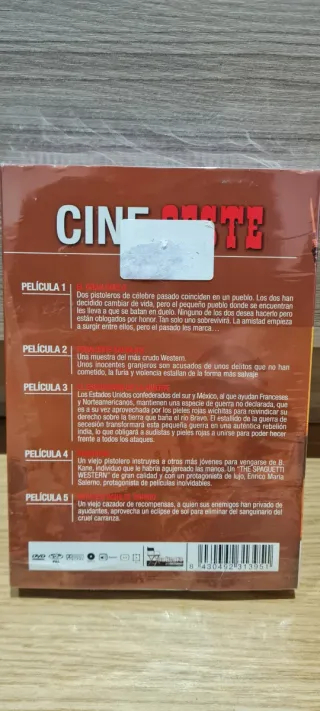 CINE OESTE
PELÍCULA 1
Dos pistoleros de célebre pasado coinciden en un pueblo. Los dos han
decidido cambiar de vida, pero el pequeño pueblo donde se encuentran
les lleva a que se baten en duelo. Ninguno de los dos desea hacerlo pero
están obligados por honor. Tan solo uno sobrevivirá. La amistad empieza
a surgir entre ellos, pero el pasado les marca....
PELÍCULA 2
Una muestra del más crudo Western.
Unos inocentes granjeros son acusados de unos delitos que no han
cometido, la furia y violencia estallan de la forma más salvaje
PELÍCULA 3
Los Estados Unidos confederados del sur y México, al que ayudan Franceses
y Norteamericanos, mantienen una especie de guerra no declarada, que
es a su vez aprovechada por los pieles rojas wichitas para reivindicar su
derecho sobre la tierra que baña el río Bravo. El estallido de la guerra de
secesión transformará esta pequeña guerra en una auténtica rebelión
india, lo que obligará a sudistas y pieles rojas a unirse para poder hacer
frente a todos los ataques.
PELÍCULA 4
Un viejo pistolero instruye a otros más jóvenes para vengarse de B.
Kane, individuo que le habría agujereado las manos. Un "THE SPAGUETTI
WESTERN" de gran calidad y con un protagonista de lujo, Enrico María
Salerno, protagonista de películas inolvidables.
PELÍCULA 5
Un viejo cazador de recompensas, a quien sus enemigos han privado de
ayudantes, aprovecha un eclipse de sol para eliminar del sanguinario del
cruel carranza.
DVD
8 430492 313951